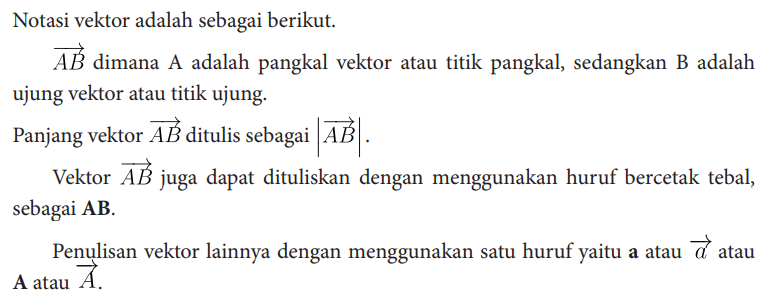 Notasi vektor adalah sebagai berikut.
$\overrightarrow{AB}$ dimana A adalah pangkal vektor atau titik pangkal, sedangkan B adalah
ujung vektor atau titik ujung.
Panjang vektor $\overrightarrow{AB}$ ditulis sebagai $\left|\overrightarrow{AB}\right|$.
Vektor $\overrightarrow{AB}$ juga dapat dituliskan dengan menggunakan huruf bercetak tebal,
sebagai **AB**.
Penulisan vektor lainnya dengan menggunakan satu huruf yaitu **a** atau $\overrightarrow{a}$ atau
**A** atau $\overrightarrow{A}$.